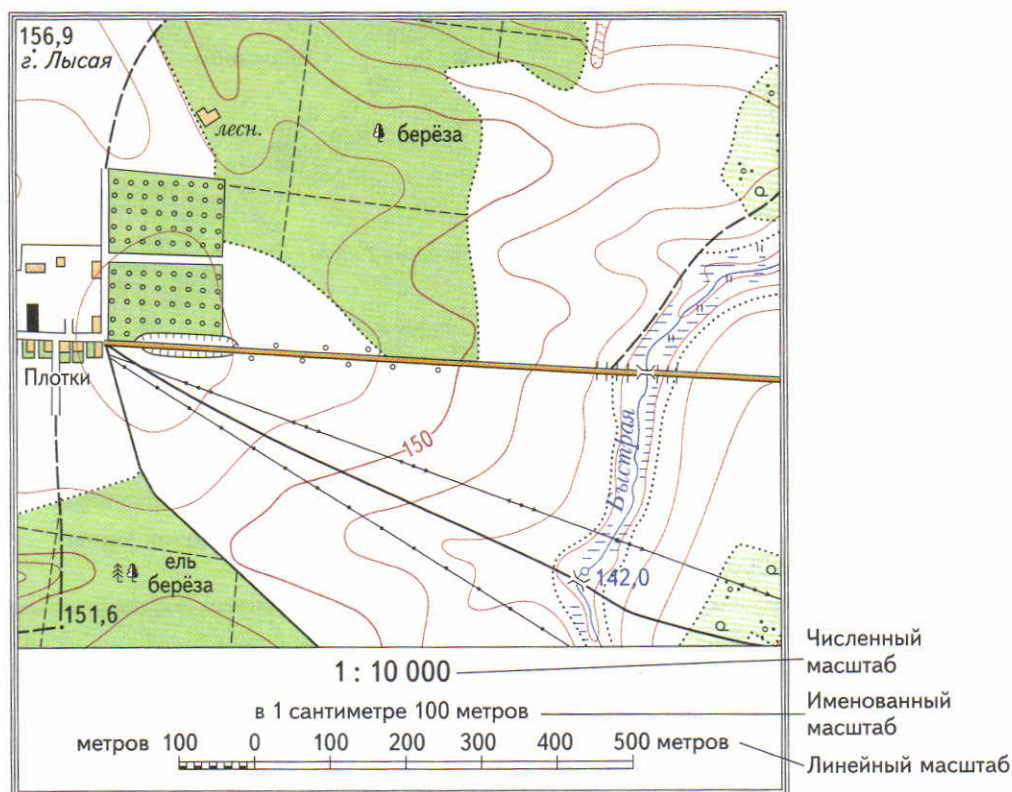 156,9
г. Лысая
лесн.
берёза
Плотки
150
Быстрая
142,0
ель
берёза
151,6
1 : 10 000
Численный
масштаб
в 1 сантиметре 100 метров
Именованный
масштаб
метров 100 0 100 200 300 400 500 метров
Линейный масштаб